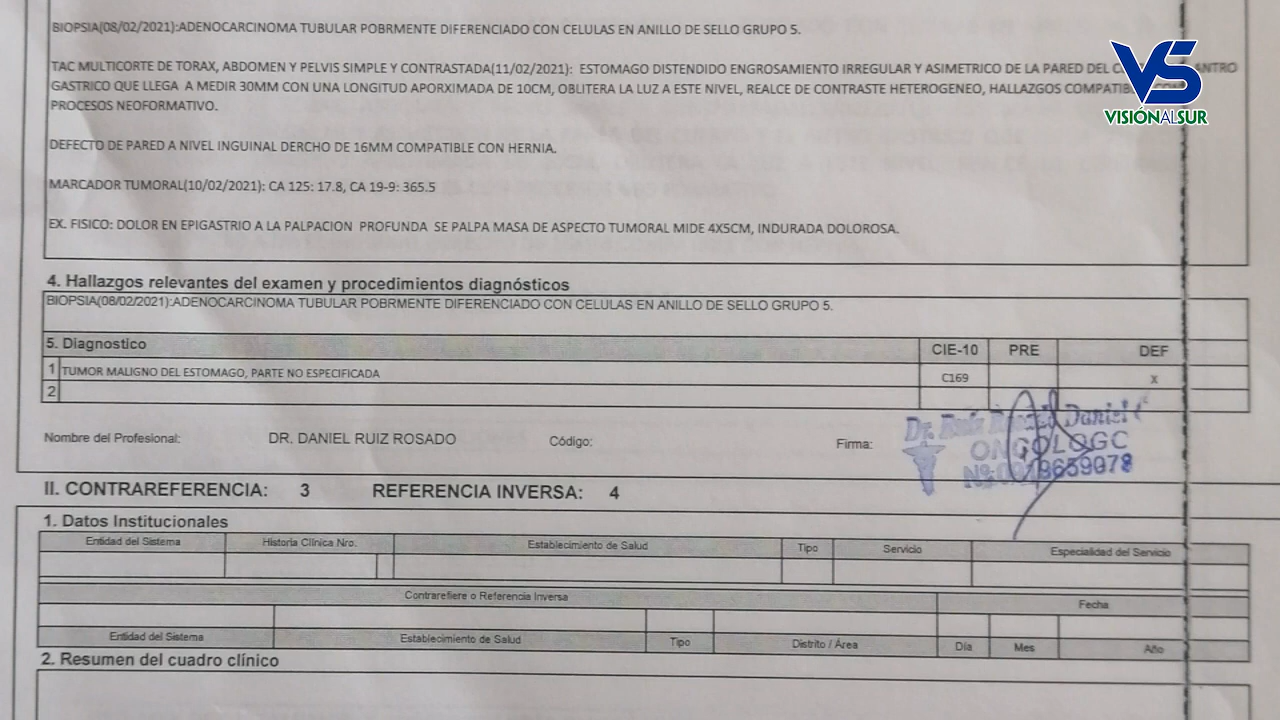 BIOPSIA(08/02/2021):ADENOCARCINOMA TUBULAR POBRMENTE DIFERENCIADO CON CELULAS EN ANILLO DE SELLO GRUPO 5.
TAC MULTICORTE DE TORAX, ABDOMEN Y PELVIS SIMPLE Y CONTRASTADA(11/02/2021): ESTOMAGO DISTENDIDO ENGROSAMIENTO IRREGULAR Y ASIMETRICO DE LA PARED DEL ANTRO
GASTRICO QUE LLEGA A MEDIR 30MM CON UNA LONGITUD APORXIMADA DE 10CM, OBLITERA LA LUZ A ESTE NIVEL, REALCE DE CONTRASTE HETEROGENEO, HALLAZGOS
PROCESOS NEOFORMATIVO.
VS
VISIÓNALSUR
DEFECTO DE PARED A NIVEL INGUINAL DERCHO DE 16MM COMPATIBLE CON HERNIA.
MARCADOR TUMORAL(10/02/2021): CA 125: 17.8, CA 19-9: 365.5
EX. FISICO: DOLOR EN EPIGASTRIO A LA PALPACION PROFUNDA SE PALPA MASA DE ASPECTO TUMORAL MIDE 4X5CM, INDURADA DOLOROSA.
4. Hallazgos relevantes del examen y procedimientos diagnósticos
BIOPSIA(08/02/2021):ADENOCARCINOMA TUBULAR POBRMENTE DIFERENCIADO CON CELULAS EN ANILLO DE SELLO GRUPO 5.
5. Diagnostico CIE-10 PRE DEF
1 TUMOR MALIGNO DEL ESTOMAGO, PARTE NO ESPECIFICADA C169 X
2
Nombre del Profesional: DR. DANIEL RUIZ ROSADO Código: Firma:
Dr. Ruiz Daniel
II. CONTRAREFERENCIA: 3 REFERENCIA INVERSA: 4
1. Datos Institucionales
Entidad del Sistema Historia Clínica Nro. Establecimiento de Salud Tipo Servicio Especialidad del Servicio
Contrarefiere o Referencia Inversa Fecha
Entidad del Sistema Establecimiento de Salud Tipo Distrito / Área Día Mes Año
2. Resumen del cuadro clínico